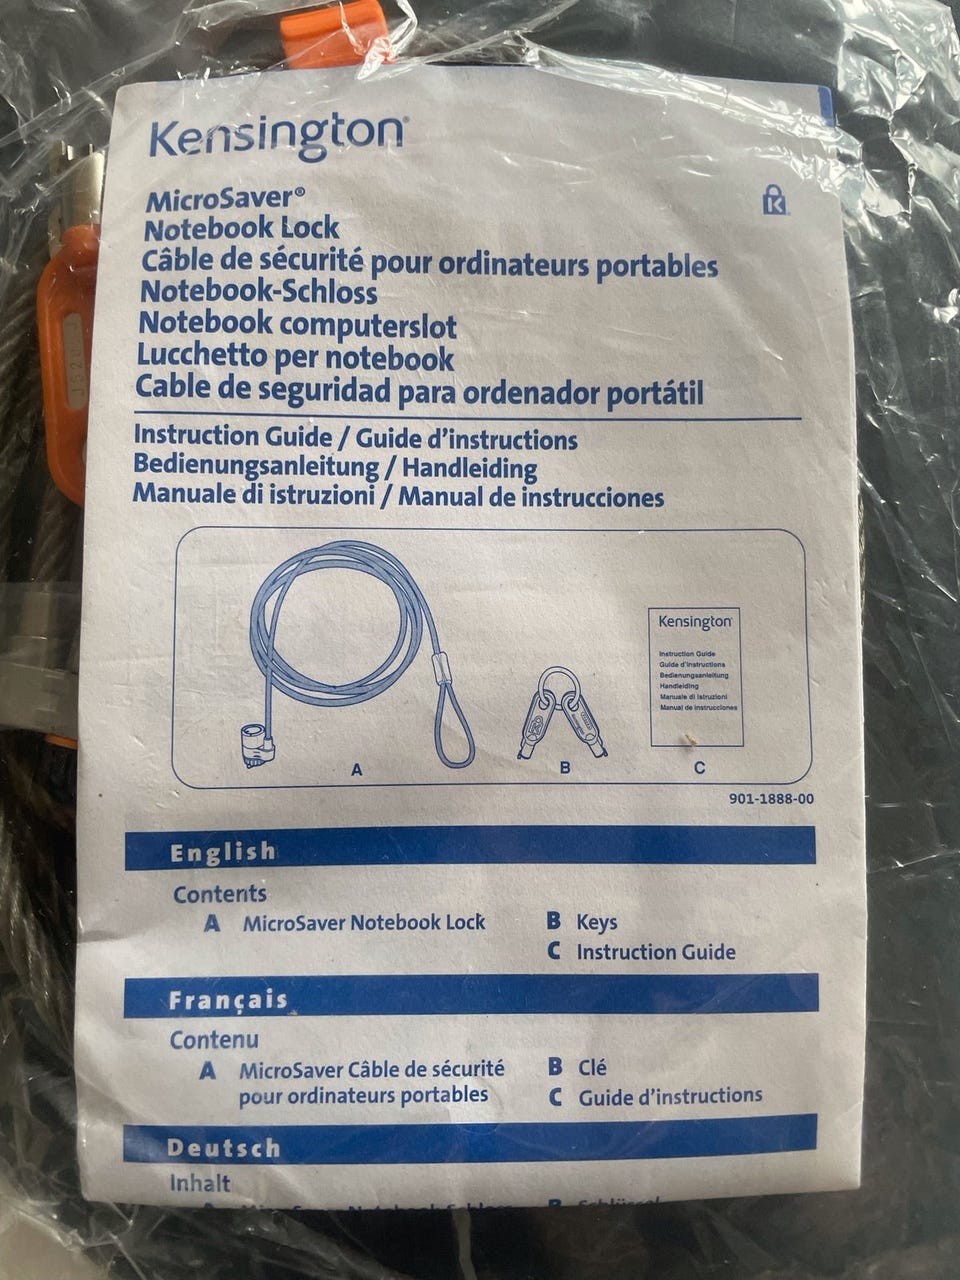 Kensington®
MicroSaver®
Notebook Lock
Câble de sécurité pour ordinateurs portables
Notebook-Schloss
Notebook computerslot
Lucchetto per notebook
Cable de seguridad para ordenador portátil
Instruction Guide / Guide d'instructions
Bedienungsanleitung / Handleiding
Manuale di istruzioni / Manual de instrucciones
Kensington
Instruction Guide
Guide d'instructions
Bedienungsanleitung
Handleiding
Manuale di istruzioni
Manual de instrucciones
A B C
901-1888-00
English
Contents
A MicroSaver Notebook Lock B Keys
C Instruction Guide
Français
Contenu
A MicroSaver Câble de sécurité B Clé
pour ordinateurs portables C Guide d'instructions
Deutsch
Inhalt